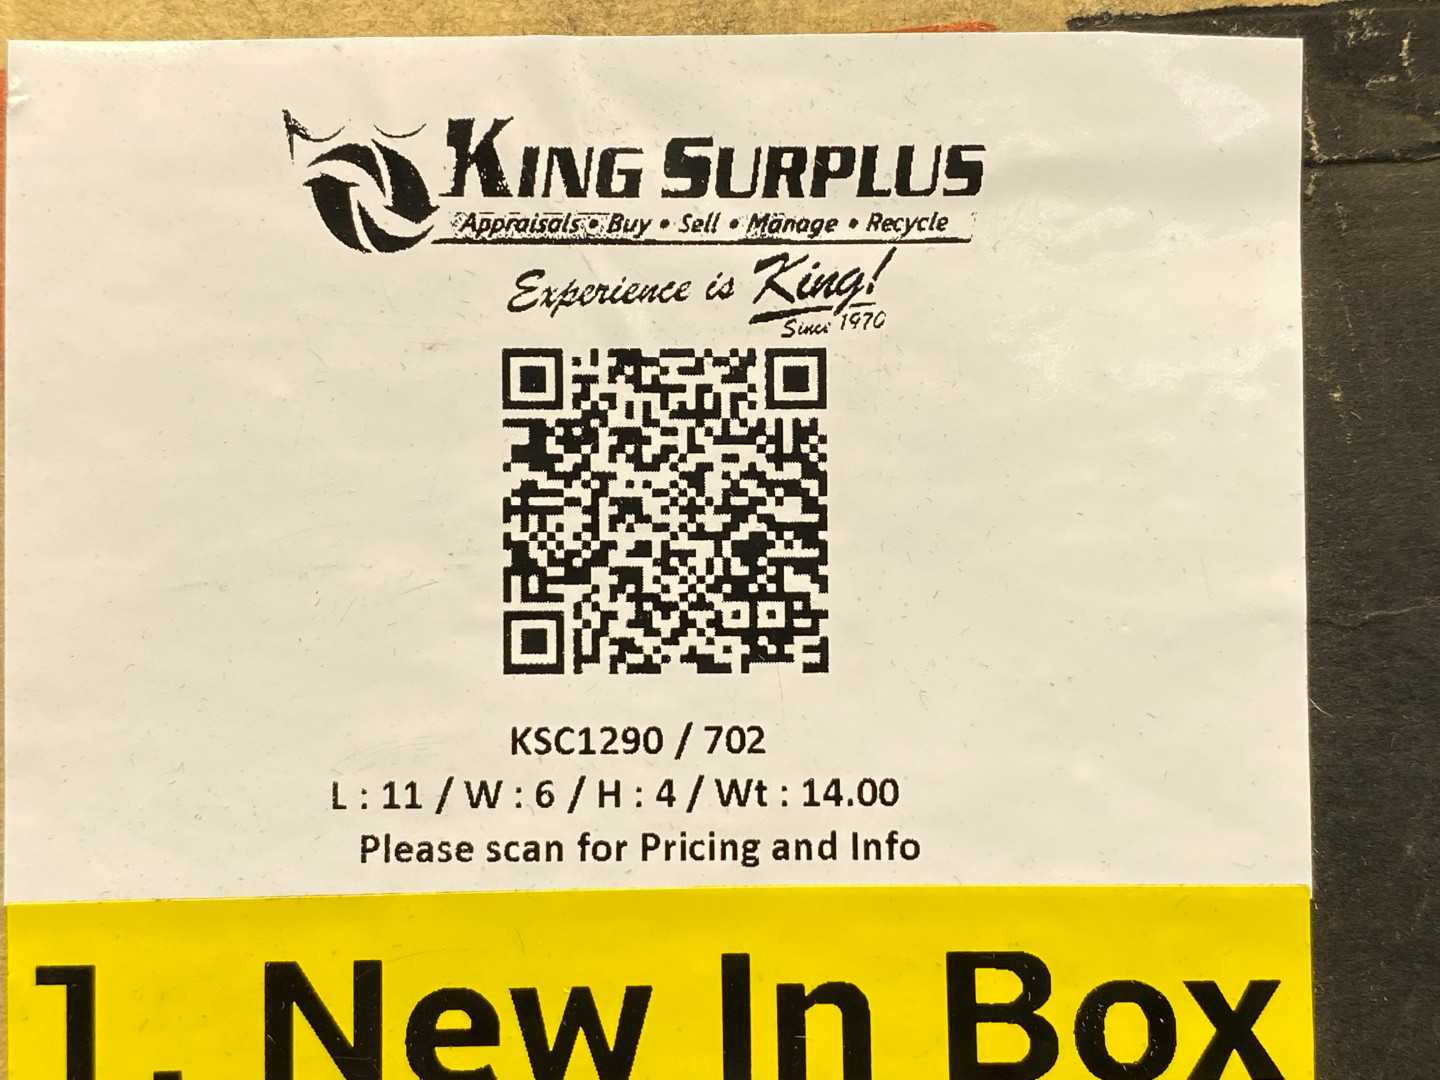 KING SURPLUS
Appraisals • Buy • Sell • Manage • Recycle
Experience is King!
Since 1970
KSC1290 / 702
L : 11 / W : 6 / H : 4 / Wt : 14.00
Please scan for Pricing and Info
1. New In Box